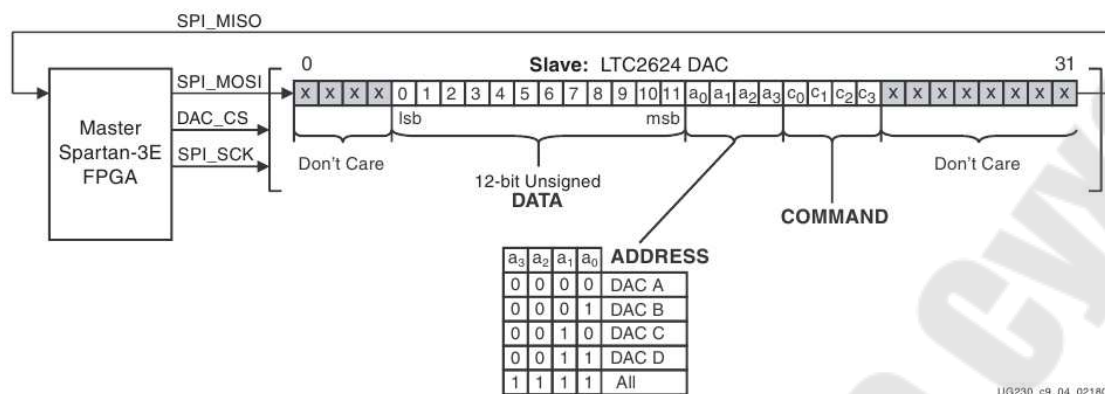 SPI_MISO
0 Slave: LTC2624 DAC 31
SPI_MOSI
X X X X 0 1 2 3 4 5 6 7 8 9 10 11 a0 a1 a2 a3 c0 c1 c2 c3 X X X X X X X X
DAC_CS
lsb msb
Master
Spartan-3E
FPGA
SPI_SCK
Don't Care
12-bit Unsigned
DATA
Don't Care
COMMAND
a3 a2 a1 a0 ADDRESS
0 0 0 0 DAC A
0 0 0 1 DAC B
0 0 1 0 DAC C
0 0 1 1 DAC D
1 1 1 1 All